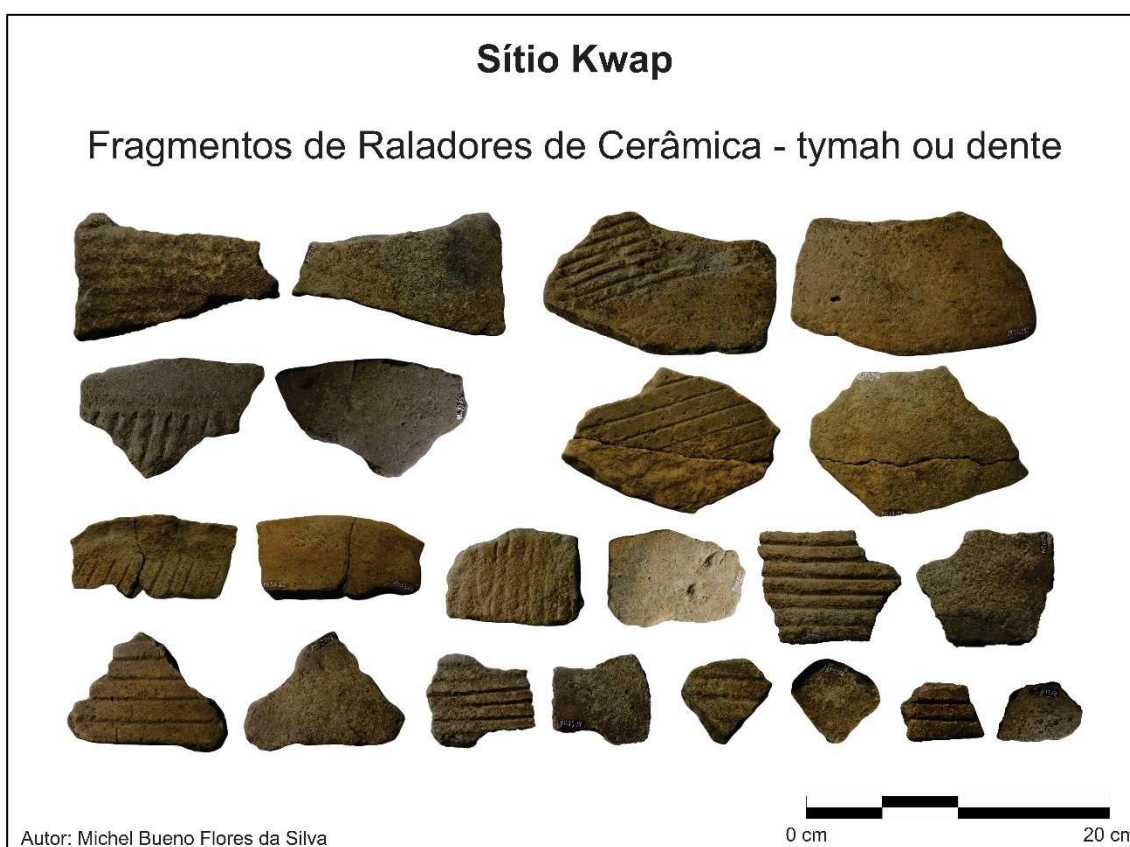 Sítio Kwap
Fragmentos de Raladores de Cerâmica - tymah ou dente
Autor: Michel Bueno Flores da Silva
0 cm
20 cm